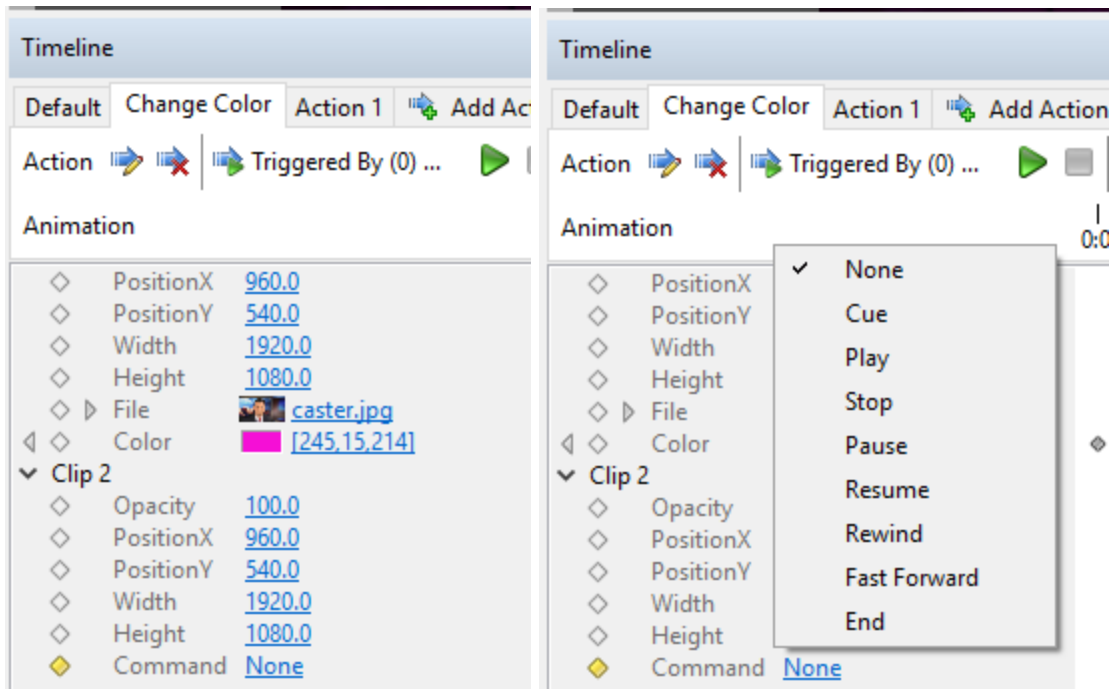 Timeline
Default Change Color Action 1 Add Act
Action Triggered By (0) ...
Animation
PositionX 960.0
PositionY 540.0
Width 1920.0
Height 1080.0
File caster.jpg
Color [245,15,214]
Clip 2
Opacity 100.0
PositionX 960.0
PositionY 540.0
Width 1920.0
Height 1080.0
Command None
Timeline
Default Change Color Action 1 Add Action
Action Triggered By (0) ...
Animation 0:0
PositionX
PositionY
Width
Height
File
Color
Clip 2
Opacity
PositionX
PositionY
Width
Height
Command None
None
Cue
Play
Stop
Pause
Resume
Rewind
Fast Forward
End